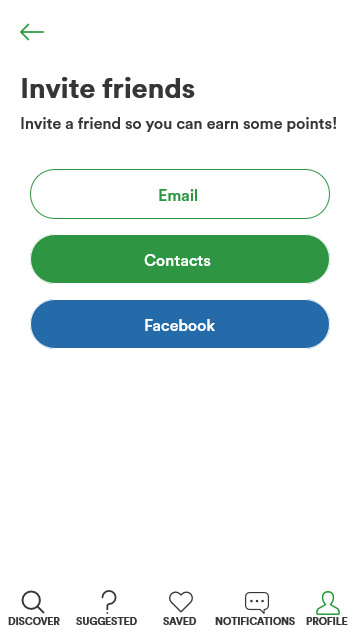 Invite friends
Invite a friend so you can earn some points!
Email
Contacts
Facebook
DISCOVER SUGGESTED SAVED NOTIFICATIONS PROFILE